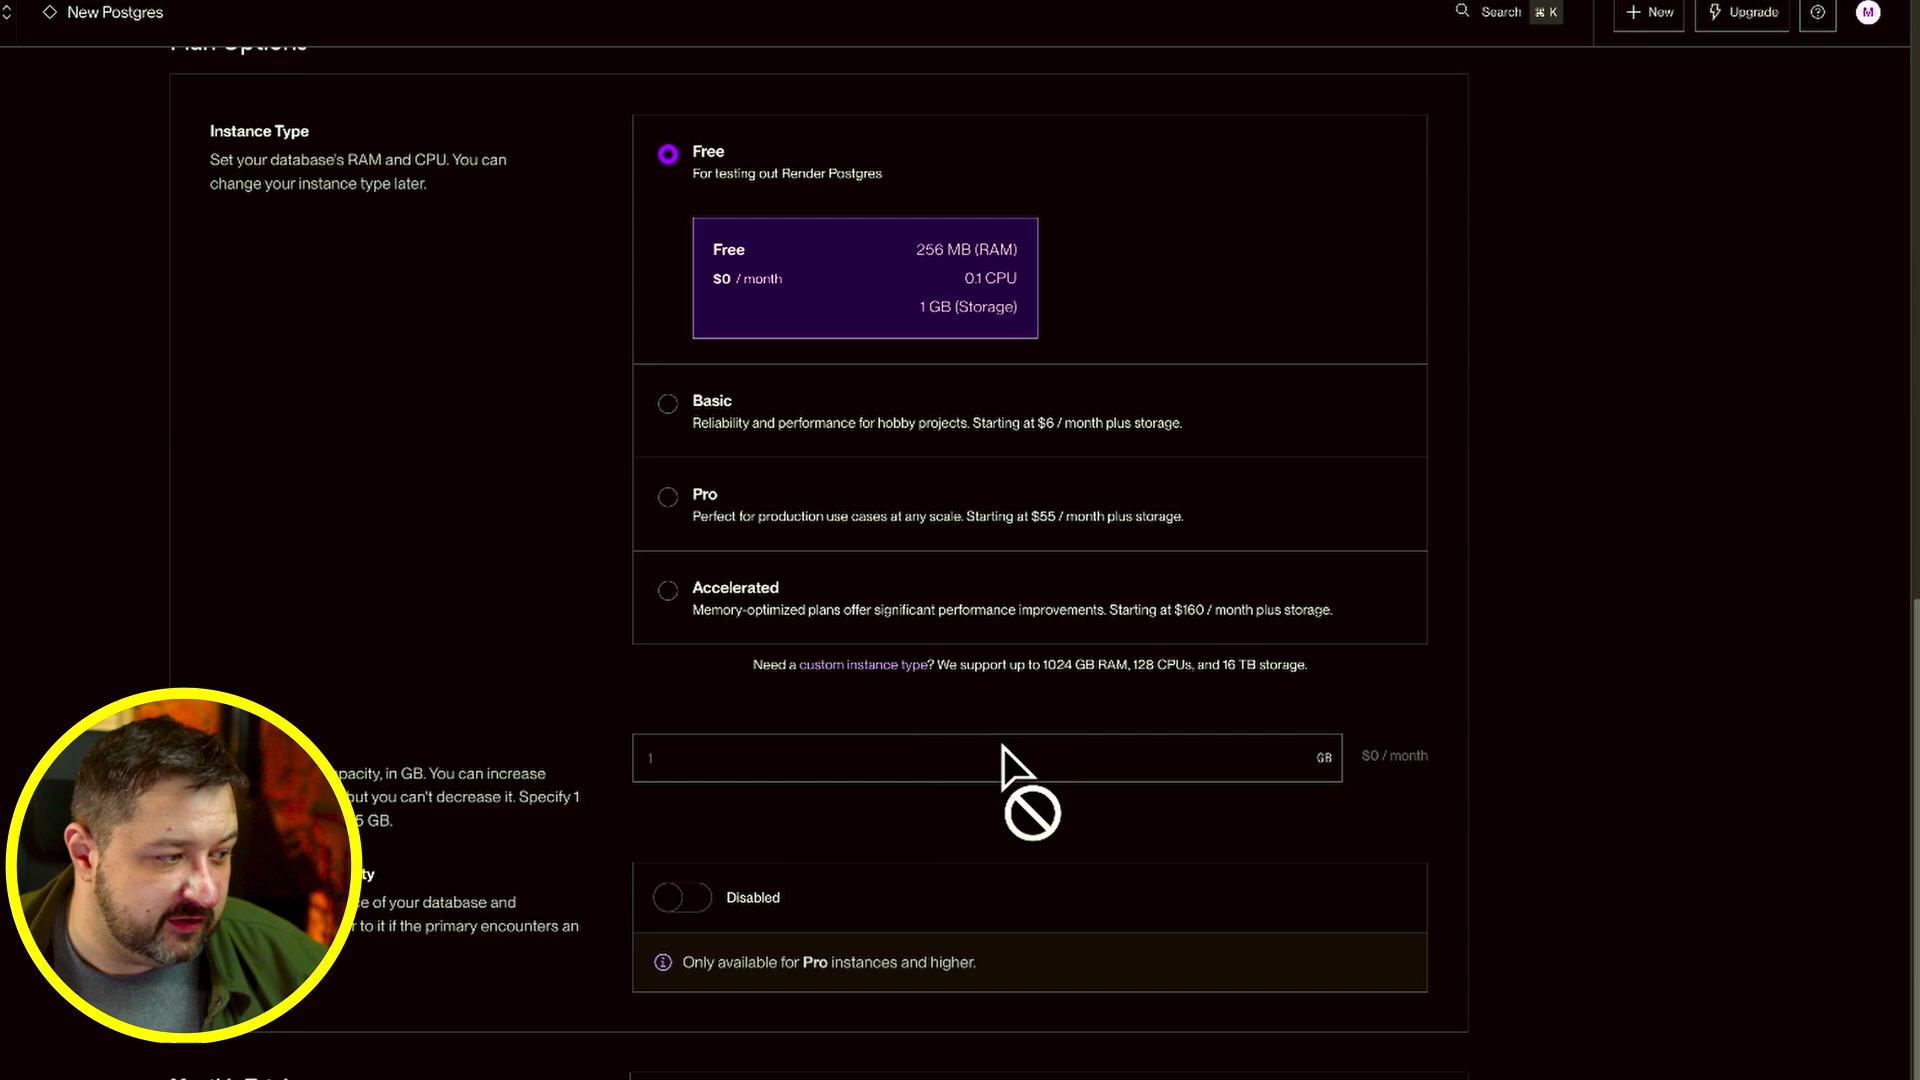 New Postgres
Search ⌘ K
+ New
Upgrade
M
Plan Options
Instance Type
Set your database's RAM and CPU. You can
change your instance type later.
Free
For testing out Render Postgres
Free 256 MB (RAM)
$0 / month 0.1 CPU
1 GB (Storage)
Basic
Reliability and performance for hobby projects. Starting at $6 / month plus storage.
Pro
Perfect for production use cases at any scale. Starting at $55 / month plus storage.
Accelerated
Memory-optimized plans offer significant performance improvements. Starting at $160 / month plus storage.
Need a custom instance type? We support up to 1024 GB RAM, 128 CPUs, and 16 TB storage.
pacity, in GB. You can increase
but you can't decrease it. Specify 1
5 GB.
1 GB $0 / month
ty
ce of your database and
r to it if the primary encounters an
Disabled
Only available for Pro instances and higher.